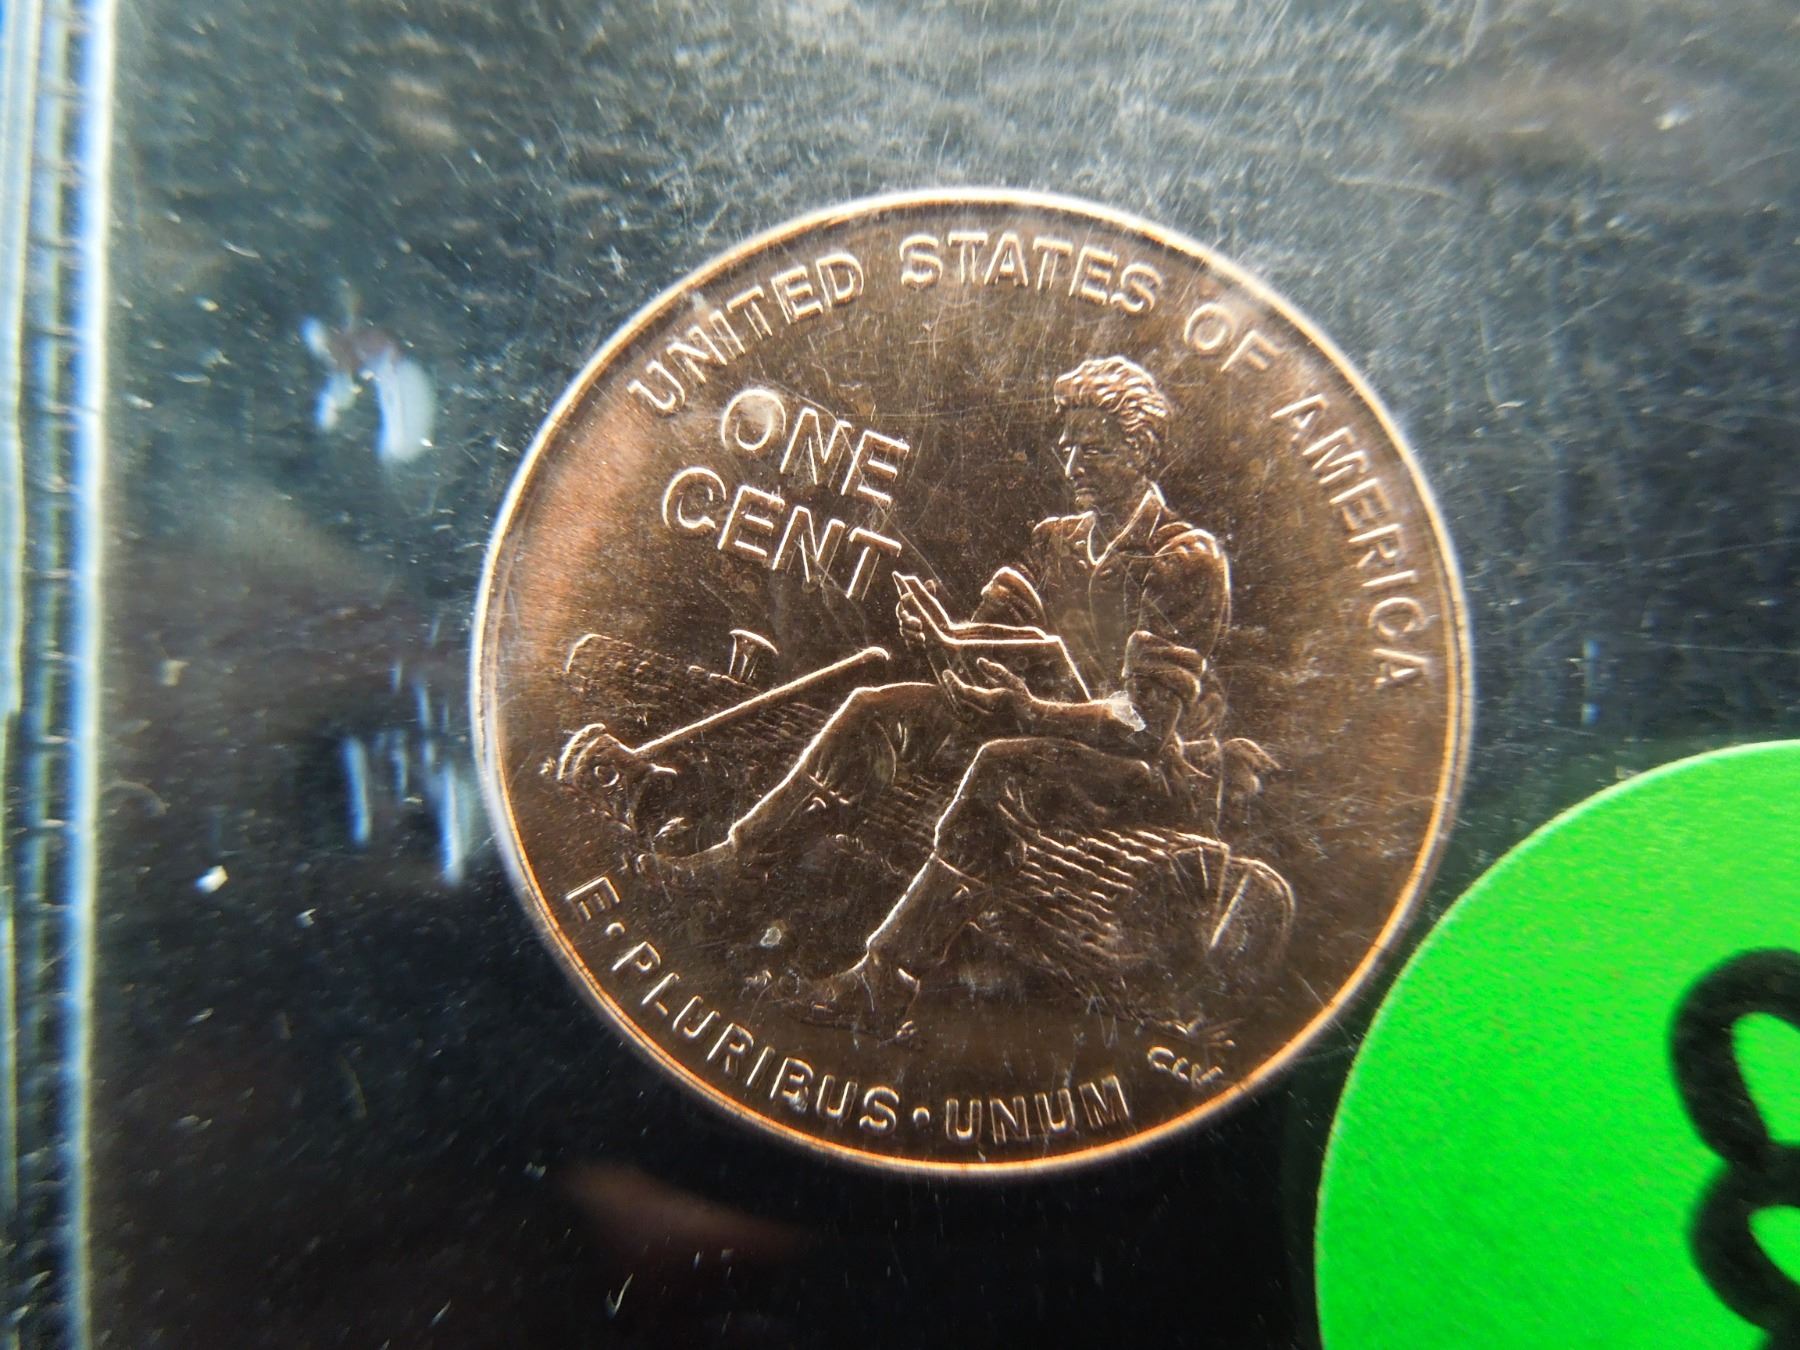 UNITED STATES OF AMERICA
ONE
CENT
E·PLURIBUS·UNUM